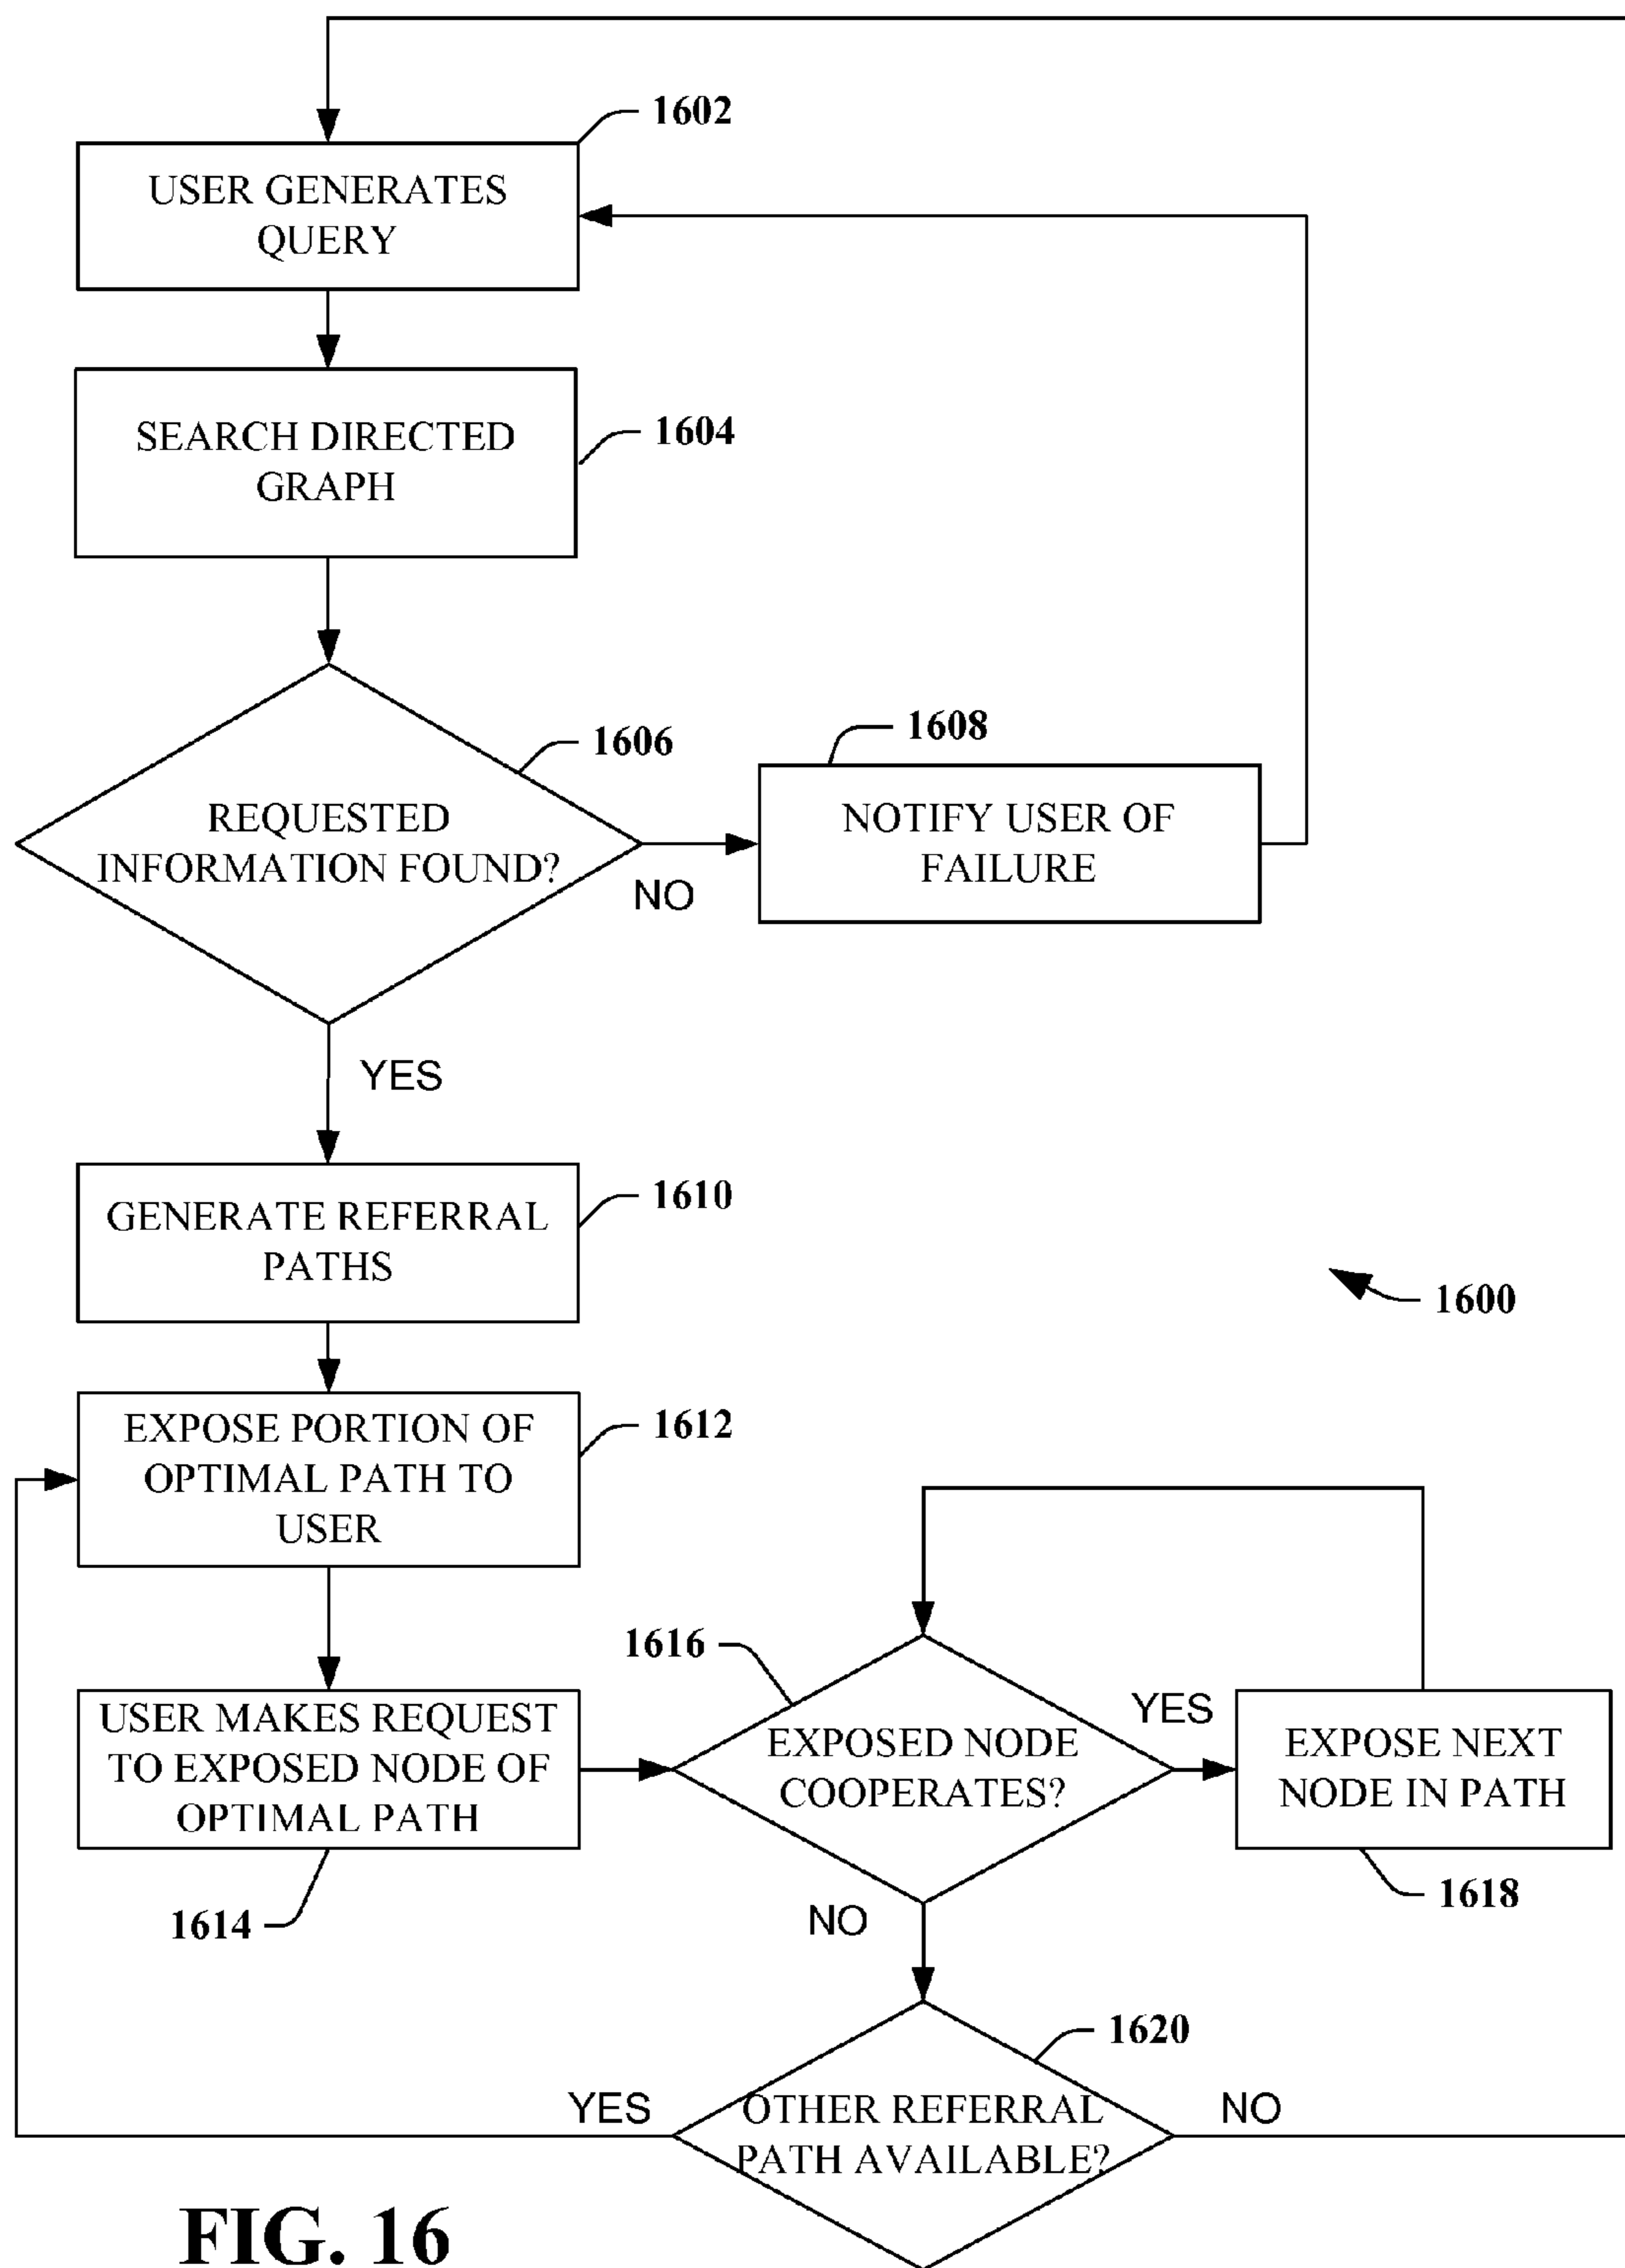 1602
USER GENERATES
QUERY
SEARCH DIRECTED
GRAPH
1604
1606
REQUESTED
INFORMATION FOUND?
NO
1608
NOTIFY USER OF
FAILURE
YES
GENERATE REFERRAL
PATHS
1610
1600
EXPOSE PORTION OF
OPTIMAL PATH TO
USER
1612
USER MAKES REQUEST
TO EXPOSED NODE OF
OPTIMAL PATH
1614
1616
EXPOSED NODE
COOPERATES?
YES
EXPOSE NEXT
NODE IN PATH
1618
NO
1620
YES
OTHER REFERRAL
PATH AVAILABLE?
NO
FIG. 16